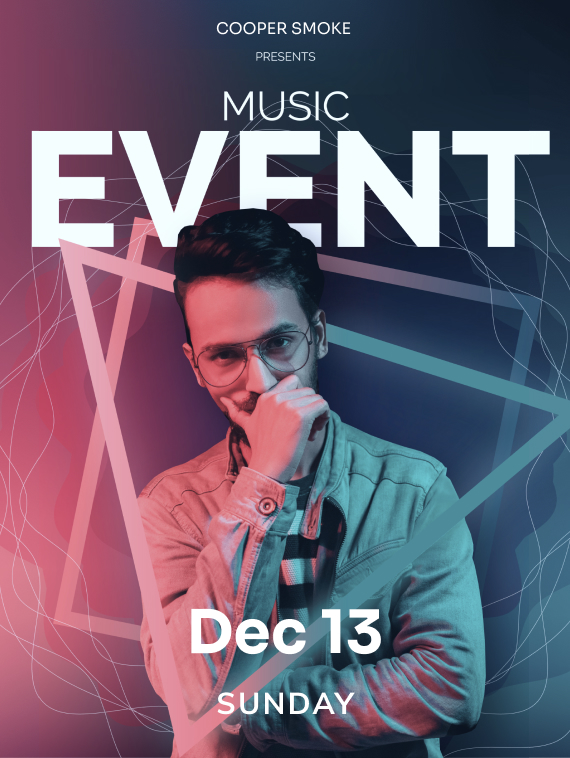 COOPER SMOKE
PRESENTS
MUSIC
EVENT
Dec 13
SUNDAY